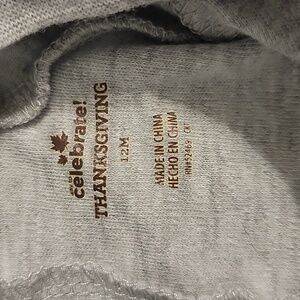 celebrate!
THANKSGIVING
12M
MADE IN CHINA
HECHO EN CHINA